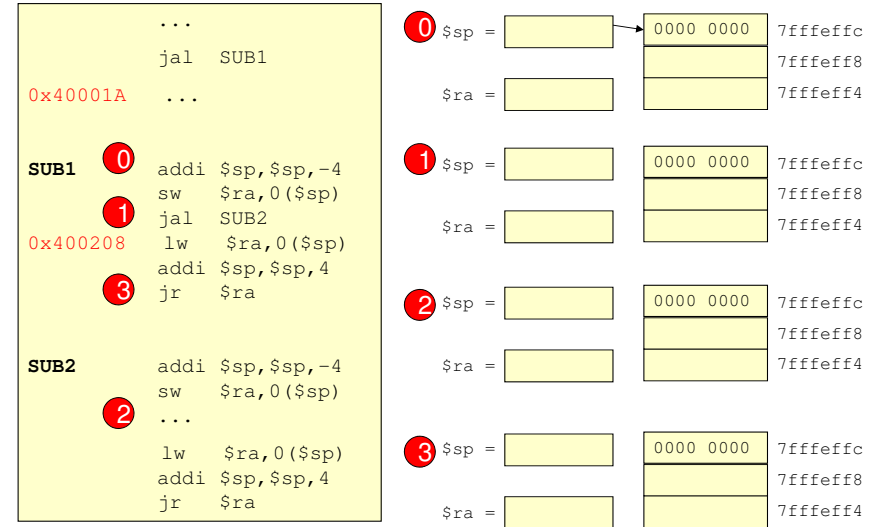 ...
jal SUB1
0x40001A ...
SUB1 0 addi $sp,$sp,-4
sw $ra,0($sp)
1 jal SUB2
0x400208 lw $ra,0($sp)
addi $sp,$sp,4
3 jr $ra
SUB2 addi $sp,$sp,-4
sw $ra,0($sp)
2 ...
lw $ra,0($sp)
addi $sp,$sp,4
jr $ra
0 $sp = 0000 0000 7fffeffc
7fffeff8
$ra = 7fffeff4
1 $sp = 0000 0000 7fffeffc
7fffeff8
$ra = 7fffeff4
2 $sp = 0000 0000 7fffeffc
7fffeff8
$ra = 7fffeff4
3 $sp = 0000 0000 7fffeffc
7fffeff8
$ra = 7fffeff4